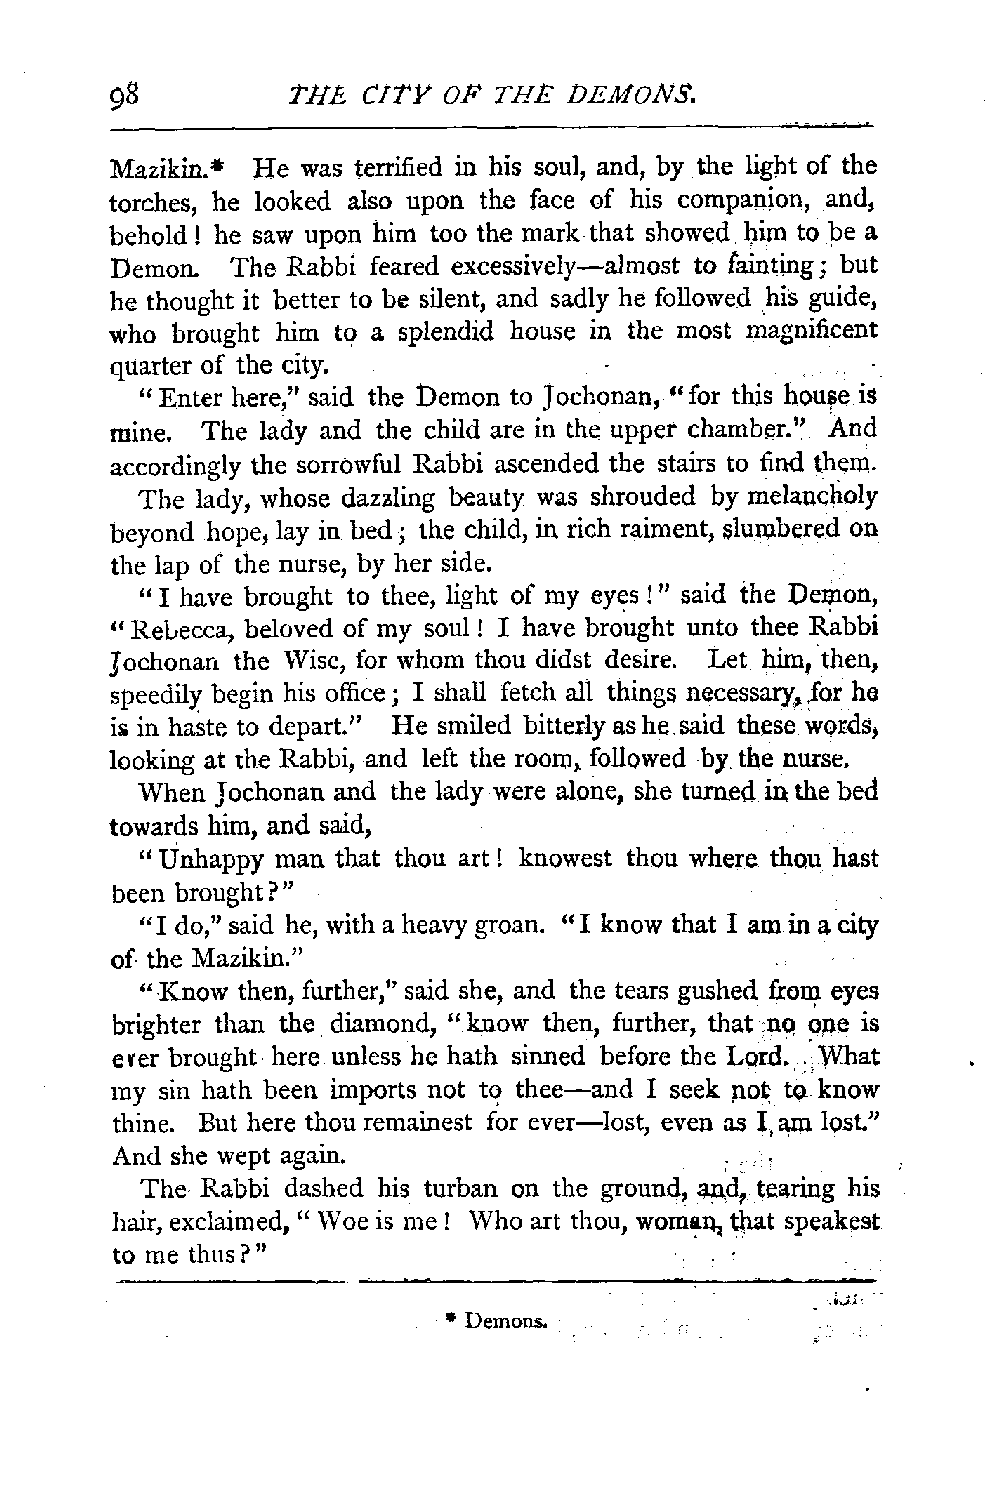 98 THE CITY OF THE DEMONS.
Mazikin.* He was terrified in his soul, and, by the light of the
torches, he looked also upon the face of his companion, and,
behold! he saw upon him too the mark that showed him to be a
Demon. The Rabbi feared excessively—almost to fainting; but
he thought it better to be silent, and sadly he followed his guide,
who brought him to a splendid house in the most magnificent
quarter of the city.
"Enter here," said the Demon to Jochonan, "for this house is
mine. The lady and the child are in the upper chamber." And
accordingly the sorrowful Rabbi ascended the stairs to find them.
The lady, whose dazzling beauty was shrouded by melancholy
beyond hope, lay in bed; the child, in rich raiment, slumbered on
the lap of the nurse, by her side.
"I have brought to thee, light of my eyes!" said the Demon,
"Rebecca, beloved of my soul! I have brought unto thee Rabbi
Jochonan the Wise, for whom thou didst desire. Let him, then,
speedily begin his office; I shall fetch all things necessary, for he
is in haste to depart." He smiled bitterly as he said these words,
looking at the Rabbi, and left the room, followed by the nurse.
When Jochonan and the lady were alone, she turned in the bed
towards him, and said,
"Unhappy man that thou art! knowest thou where thou hast
been brought?"
"I do," said he, with a heavy groan. "I know that I am in a city
of the Mazikin."
"Know then, further," said she, and the tears gushed from eyes
brighter than the diamond, "know then, further, that no one is
ever brought here unless he hath sinned before the Lord. What
my sin hath been imports not to thee—and I seek not to know
thine. But here thou remainest for ever—lost, even as I am lost."
And she wept again.
The Rabbi dashed his turban on the ground, and, tearing his
hair, exclaimed, "Woe is me! Who art thou, woman, that speakest
to me thus?"
* Demons.